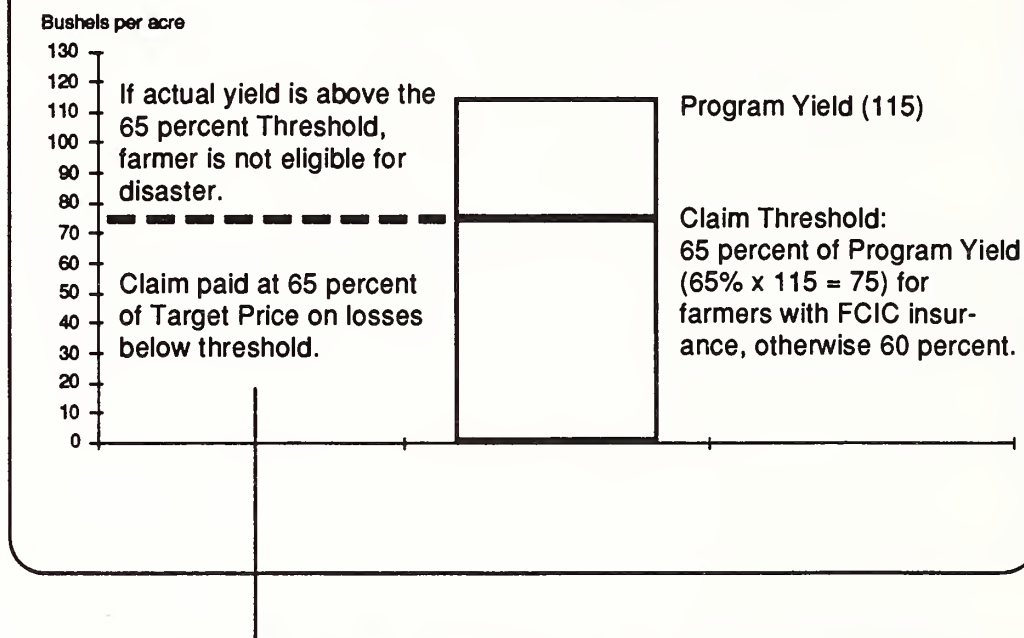 Bushels per acre
130
120
110
100
90
80
70
60
50
40
30
20
10
0
If actual yield is above the
65 percent Threshold,
farmer is not eligible for
disaster.
Claim paid at 65 percent
of Target Price on losses
below threshold.
Program Yield (115)
Claim Threshold:
65 percent of Program Yield
(65% x 115 = 75) for
farmers with FCIC insur-
ance, otherwise 60 percent.